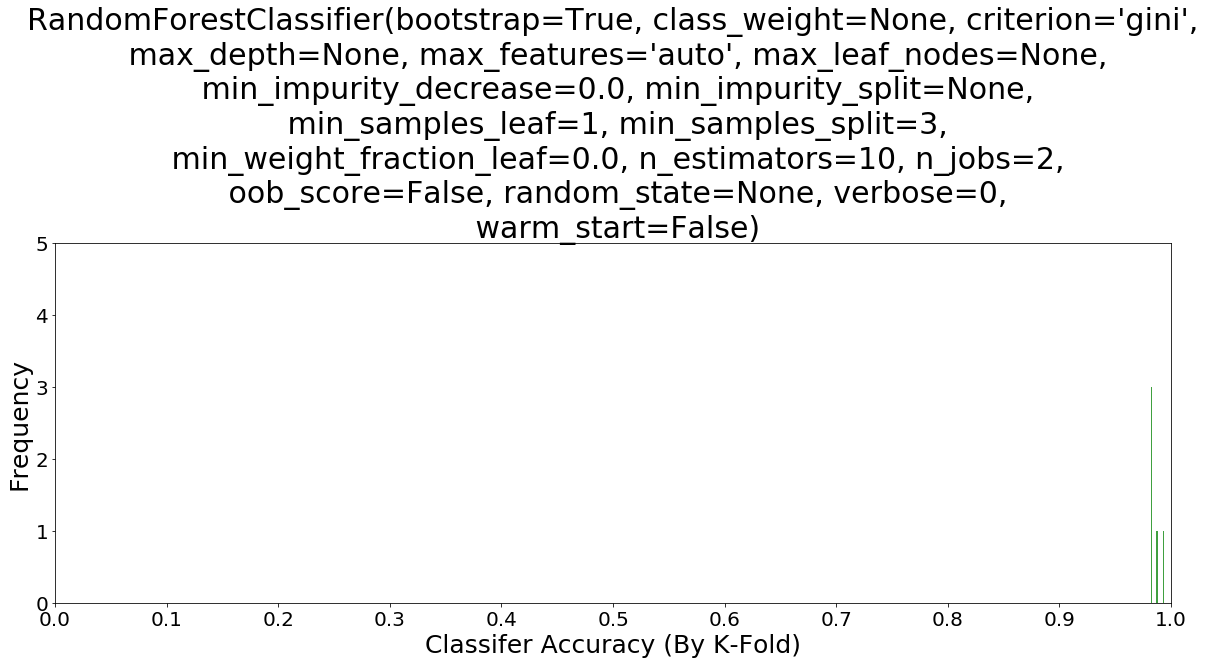 RandomForestClassifier(bootstrap=True, class_weight=None, criterion='gini',
max_depth=None, max_features='auto', max_leaf_nodes=None,
min_impurity_decrease=0.0, min_impurity_split=None,
min_samples_leaf=1, min_samples_split=3,
min_weight_fraction_leaf=0.0, n_estimators=10, n_jobs=2,
oob_score=False, random_state=None, verbose=0,
warm_start=False)
5
4
3
2
1
0
Frequency
0.0 0.1 0.2 0.3 0.4 0.5 0.6 0.7 0.8 0.9 1.0
Classifer Accuracy (By K-Fold)